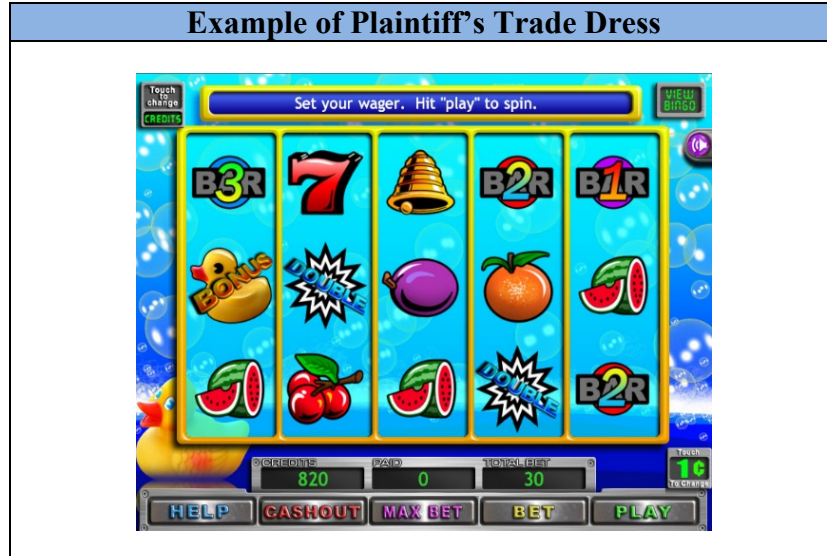 Example of Plaintiff's Trade Dress
Touch
to
change
CREDITS
Set your wager. Hit "play" to spin.
VIEW
BINGO
B3R
7
B2R
B1R
BONUS
DOUBLE
DOUBLE
B2R
CREDITS PAID TOTAL BET
820 0 30
Touch
1¢
To Change
HELP CASHOUT MAX BET BET PLAY